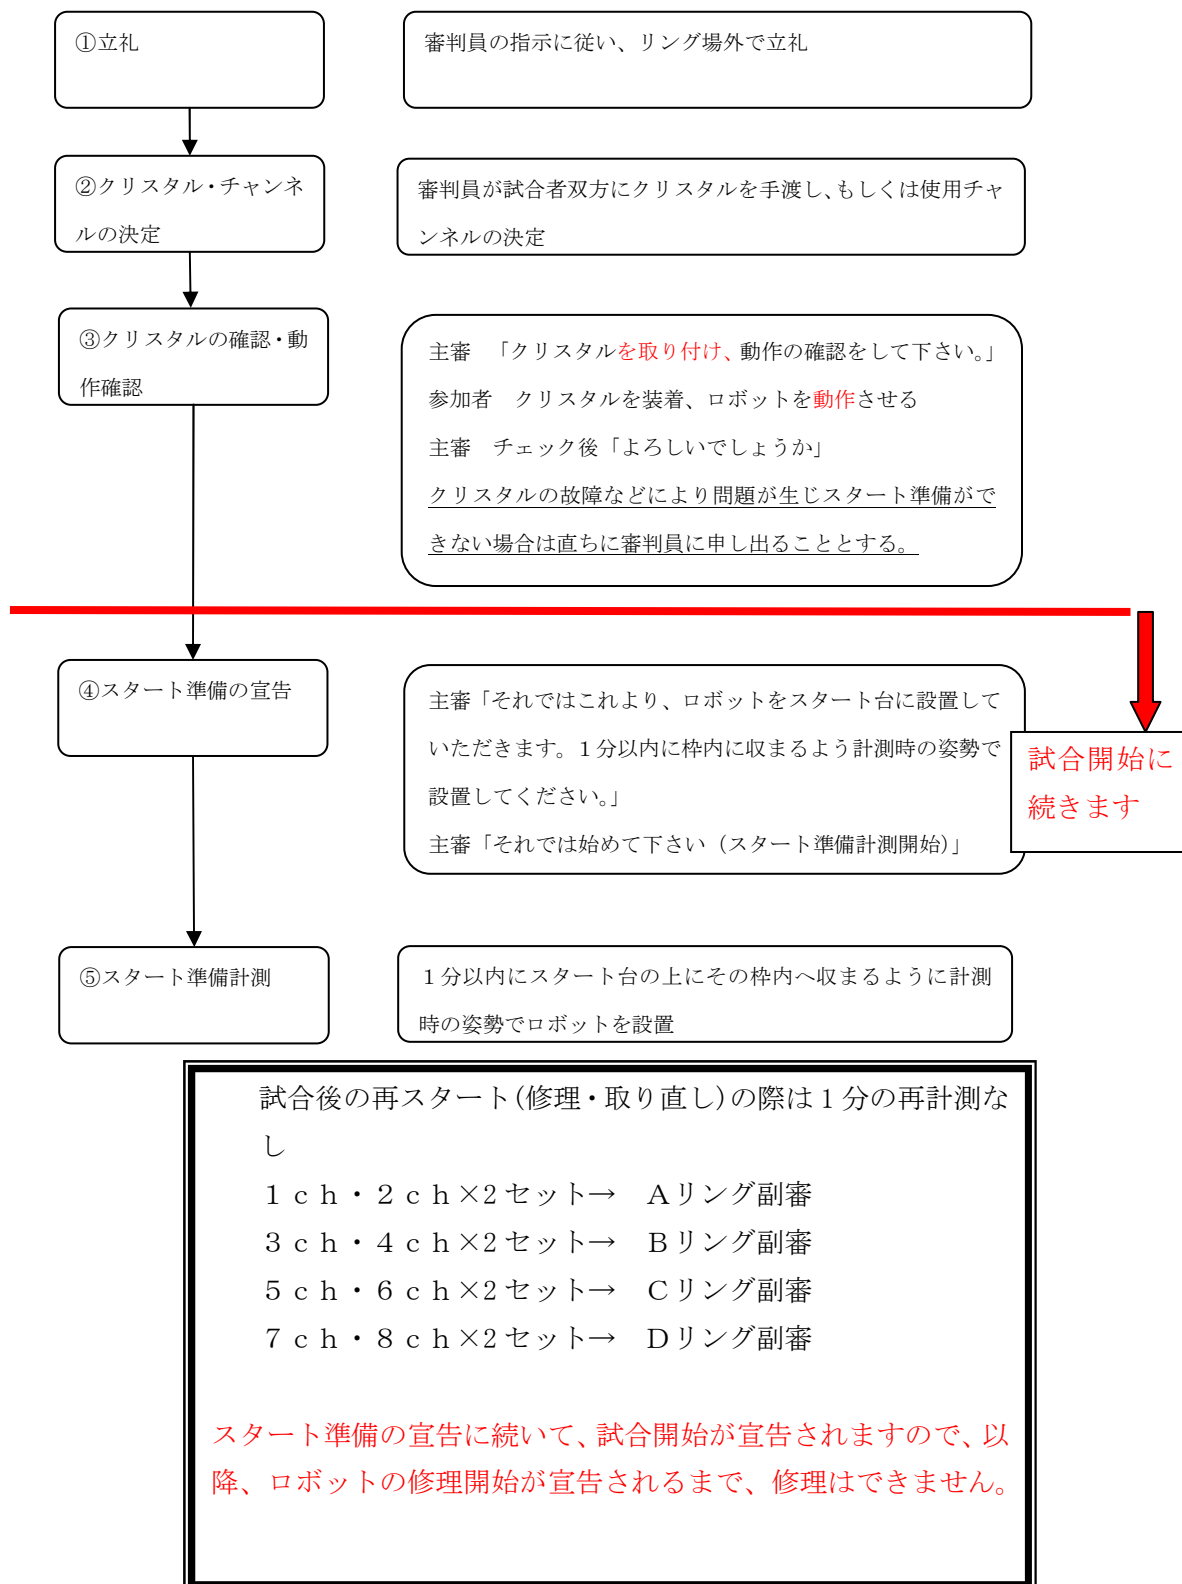 ①立礼
審判員の指示に従い、リング場外で立礼
②クリスタル・チャンネ
ルの決定
審判員が試合者双方にクリスタルを手渡し、もしくは使用チャ
ンネルの決定
③クリスタルの確認・動
作確認
主審　「クリスタルを取り付け、動作の確認をして下さい。」
参加者　クリスタルを装着、ロボットを動作させる
主審　チェック後「よろしいでしょうか」
クリスタルの故障などにより問題が生じスタート準備がで
きない場合は直ちに審判員に申し出ることとする。
④スタート準備の宣告
主審「それではこれより、ロボットをスタート台に設置して
いただきます。1分以内に枠内に収まるよう計測時の姿勢で
設置してください。」
主審「それでは始めて下さい（スタート準備計測開始）」
試合開始に
続きます
⑤スタート準備計測
１分以内にスタート台の上にその枠内へ収まるように計測
時の姿勢でロボットを設置
試合後の再スタート(修理・取り直し)の際は１分の再計測な
し
１ｃｈ・２ｃｈ×2セット→　Ａリング副審
３ｃｈ・４ｃｈ×2セット→　Ｂリング副審
５ｃｈ・６ｃｈ×2セット→　Ｃリング副審
７ｃｈ・８ｃｈ×2セット→　Ｄリング副審
スタート準備の宣告に続いて、試合開始が宣告されますので、以
降、ロボットの修理開始が宣告されるまで、修理はできません。